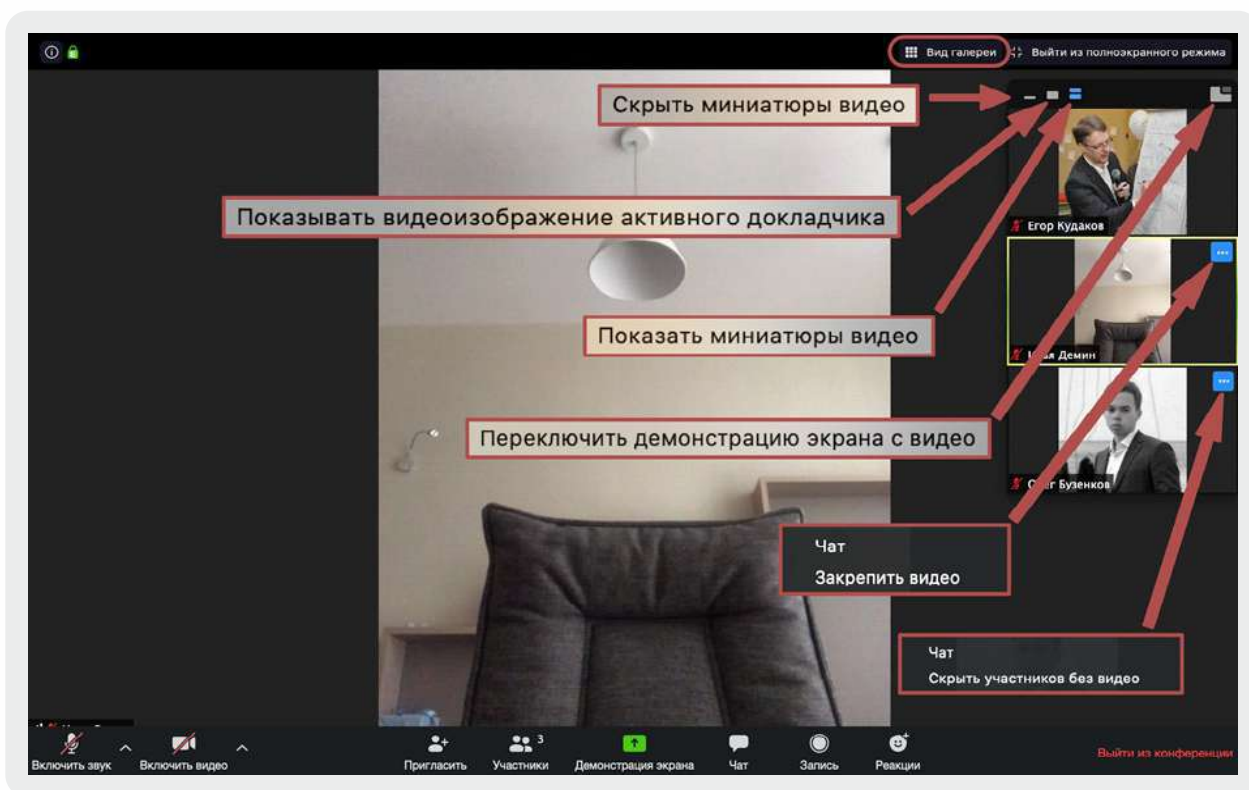 Вид галереи
Выйти из полноэкранного режима
Скрыть миниатюры видео
Показывать видеоизображение активного докладчика
Егор Кудаков
Показать миниатюры видео
Демин
Переключить демонстрацию экрана с видео
Бузенков
Чат
Закрепить видео
Чат
Скрыть участников без видео
3
Включить звук
Включить видео
Пригласить
Участники
Демонстрация экрана
Чат
Запись
Реакции
Выйти из конференции